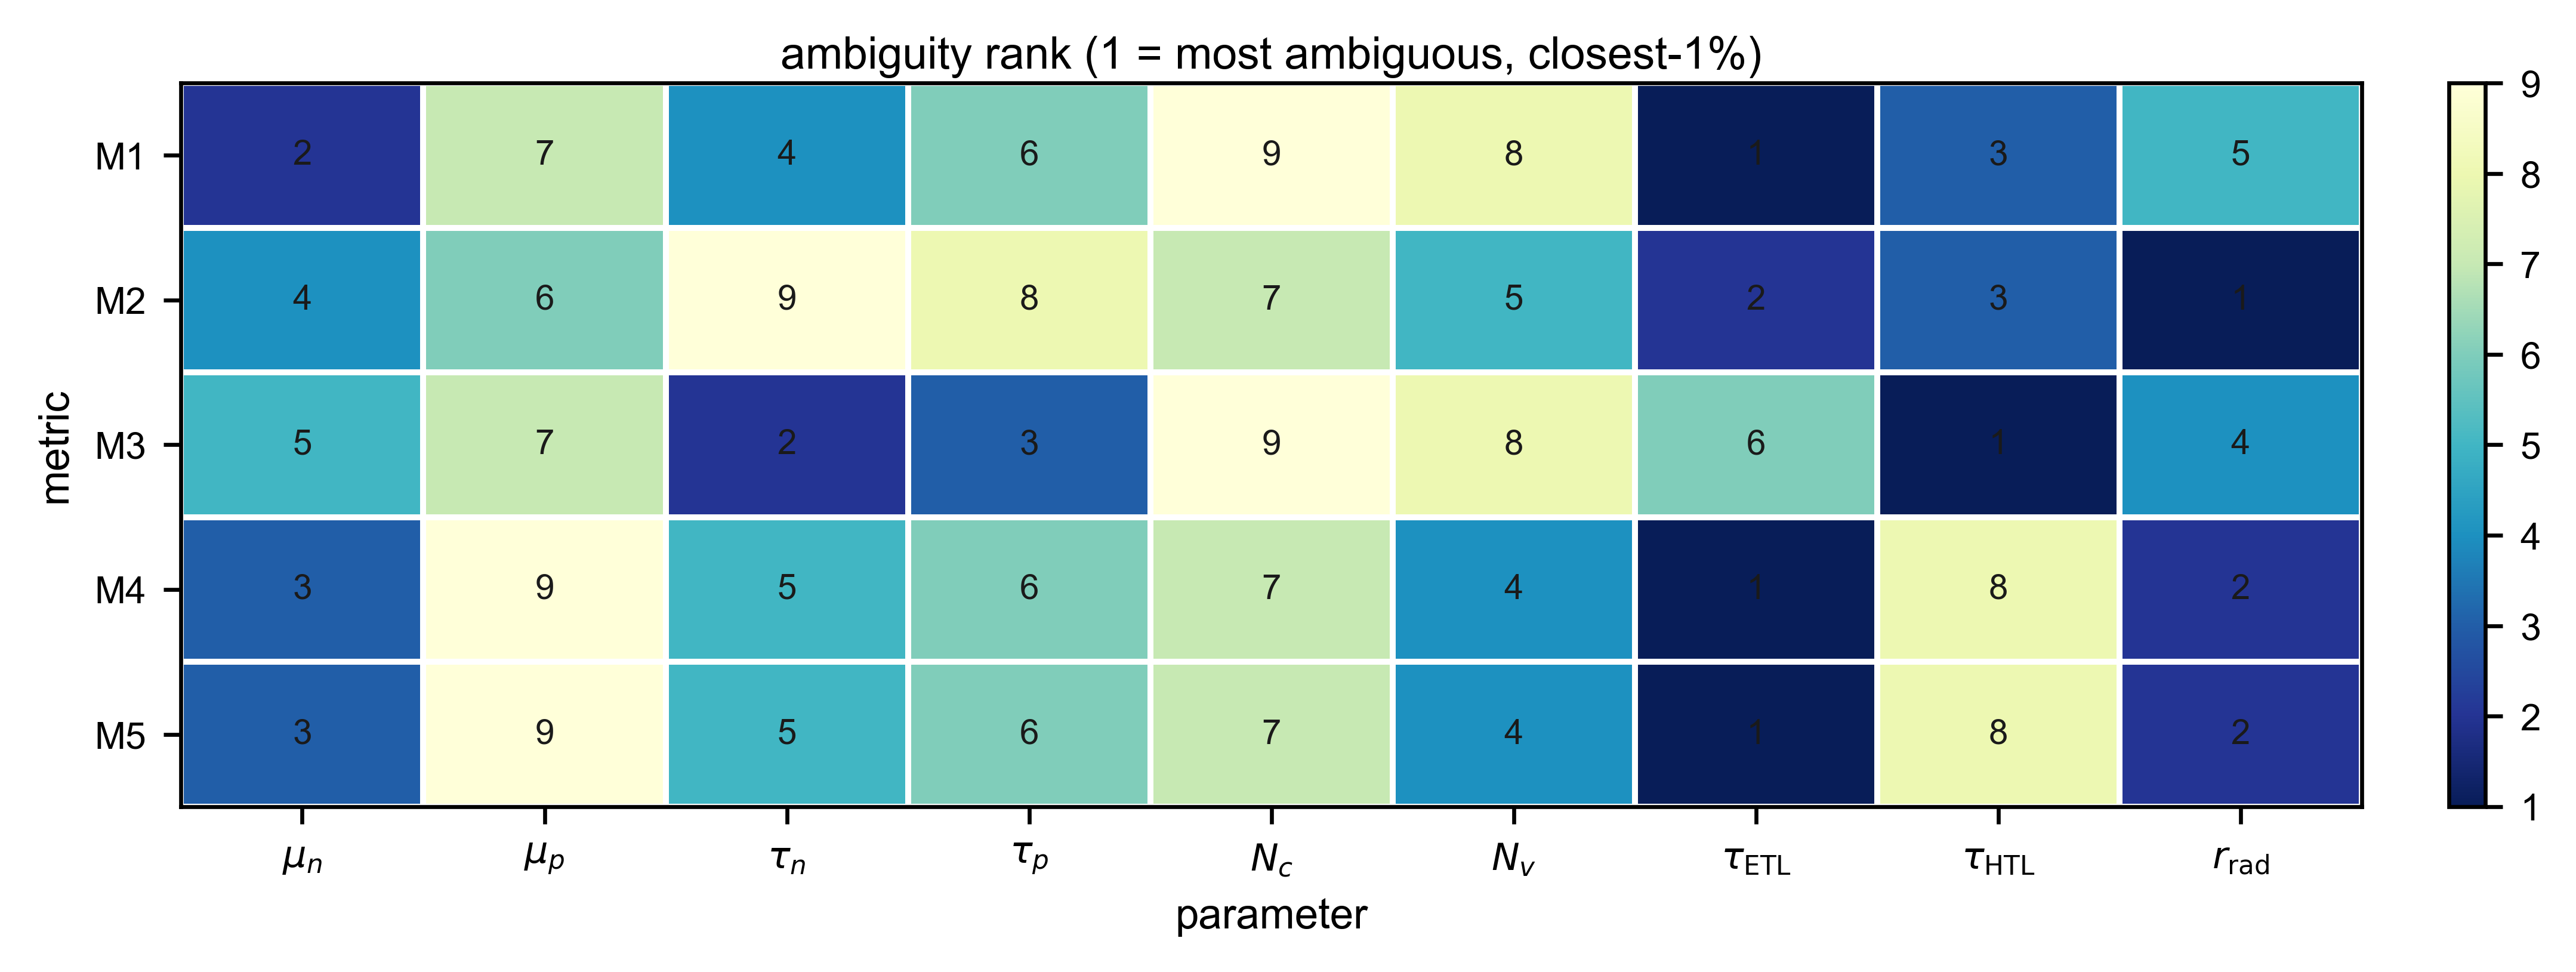 ambiguity rank (1 = most ambiguous, closest-1%)
M1 2 7 4 6 9 8 1 3 5
M2 4 6 9 8 7 5 2 3 1
M3 5 7 2 3 9 8 6 1 4
M4 3 9 5 6 7 4 1 8 2
M5 3 9 5 6 7 4 1 8 2
metric
μn μp τn τp Nc Nv τETL τHTL rrad
parameter
9
8
7
6
5
4
3
2
1